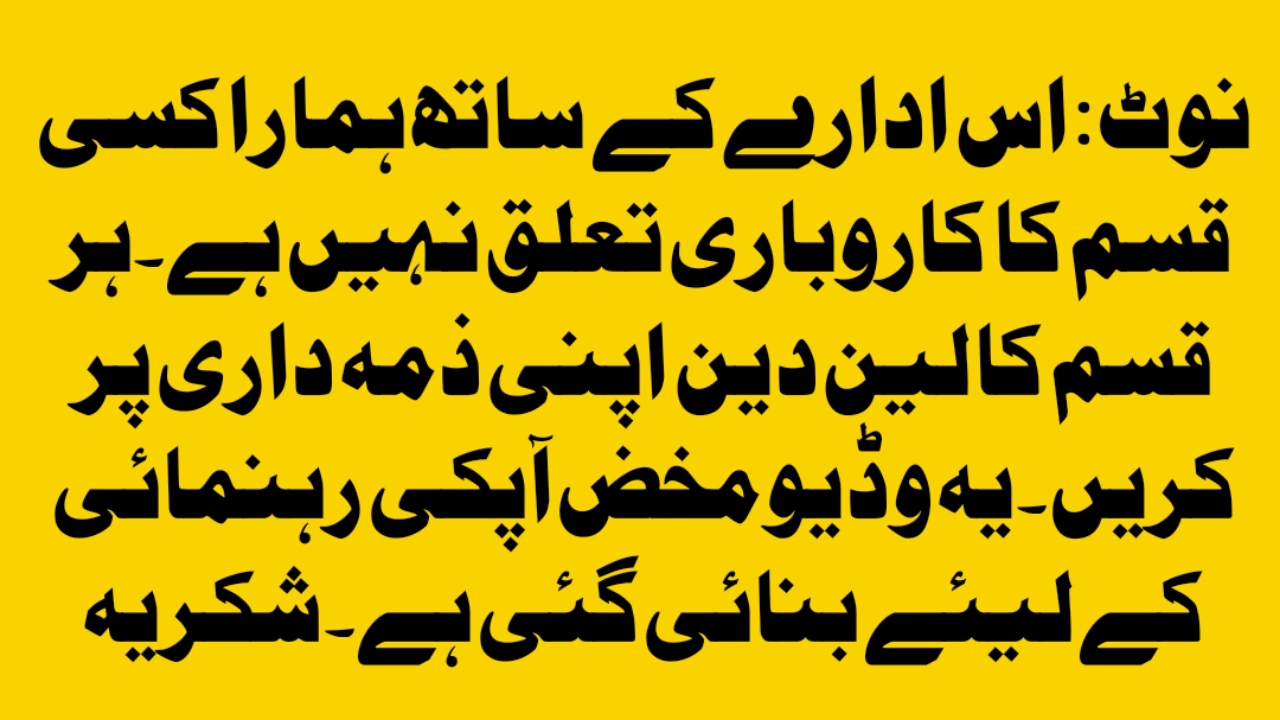 نوٹ: اس ادارے کے ساتھ ہمارا کسی
قسم کا کاروباری تعلق نہیں ہے۔ ہر
قسم کا لین دین اپنی ذمہ داری پر
کریں۔ یہ وڈیو مخض آپکی رہنمائی
کے لیئے بنائی گئی ہے۔ شکریہ